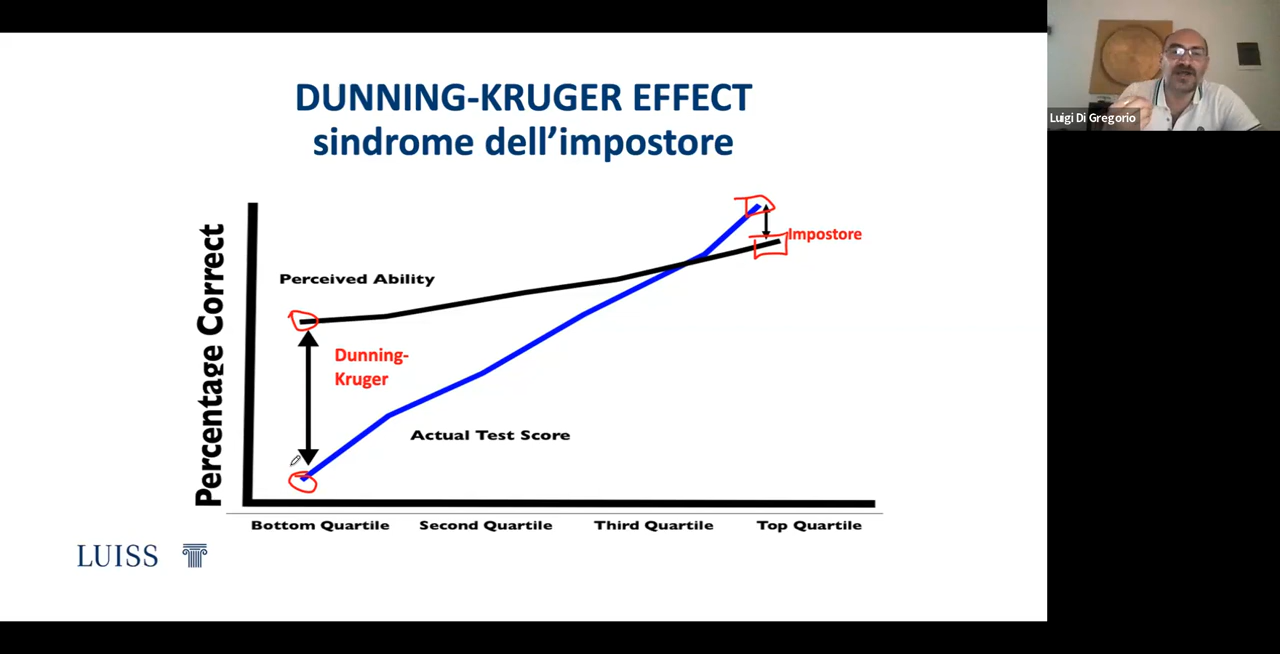 DUNNING-KRUGER EFFECT
sindrome dell'impostore
Luigi Di Gregorio
Percentage Correct
Perceived Ability
Impostore
Dunning-
Kruger
Actual Test Score
Bottom Quartile
Second Quartile
Third Quartile
Top Quartile
LUISS